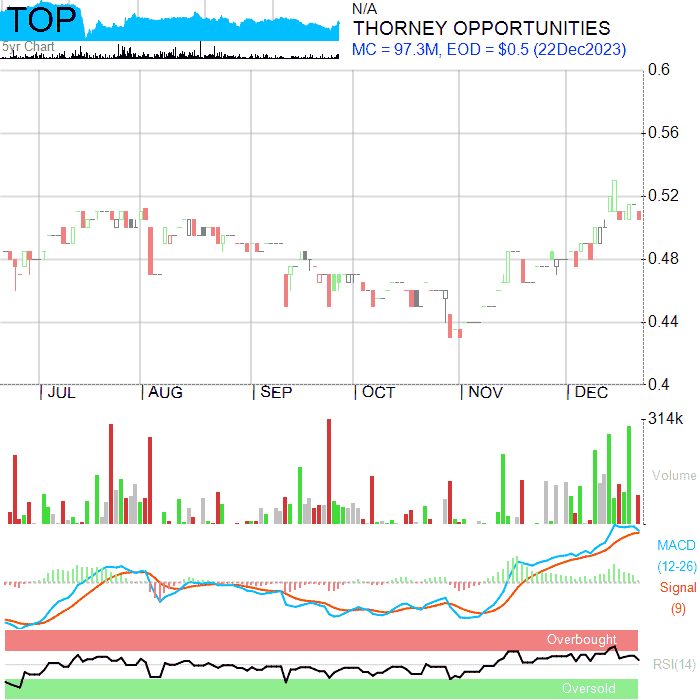 TOP
5yr Chart
N/A
THORNEY OPPORTUNITIES
MC = 97.3M, EOD = $0.5 (22Dec2023)
0.6
0.56
0.52
0.48
0.44
0.4
JUL AUG SEP OCT NOV DEC
314k
Volume
MACD
(12-26)
Signal
(9)
Overbought
RSI(14)
Oversold